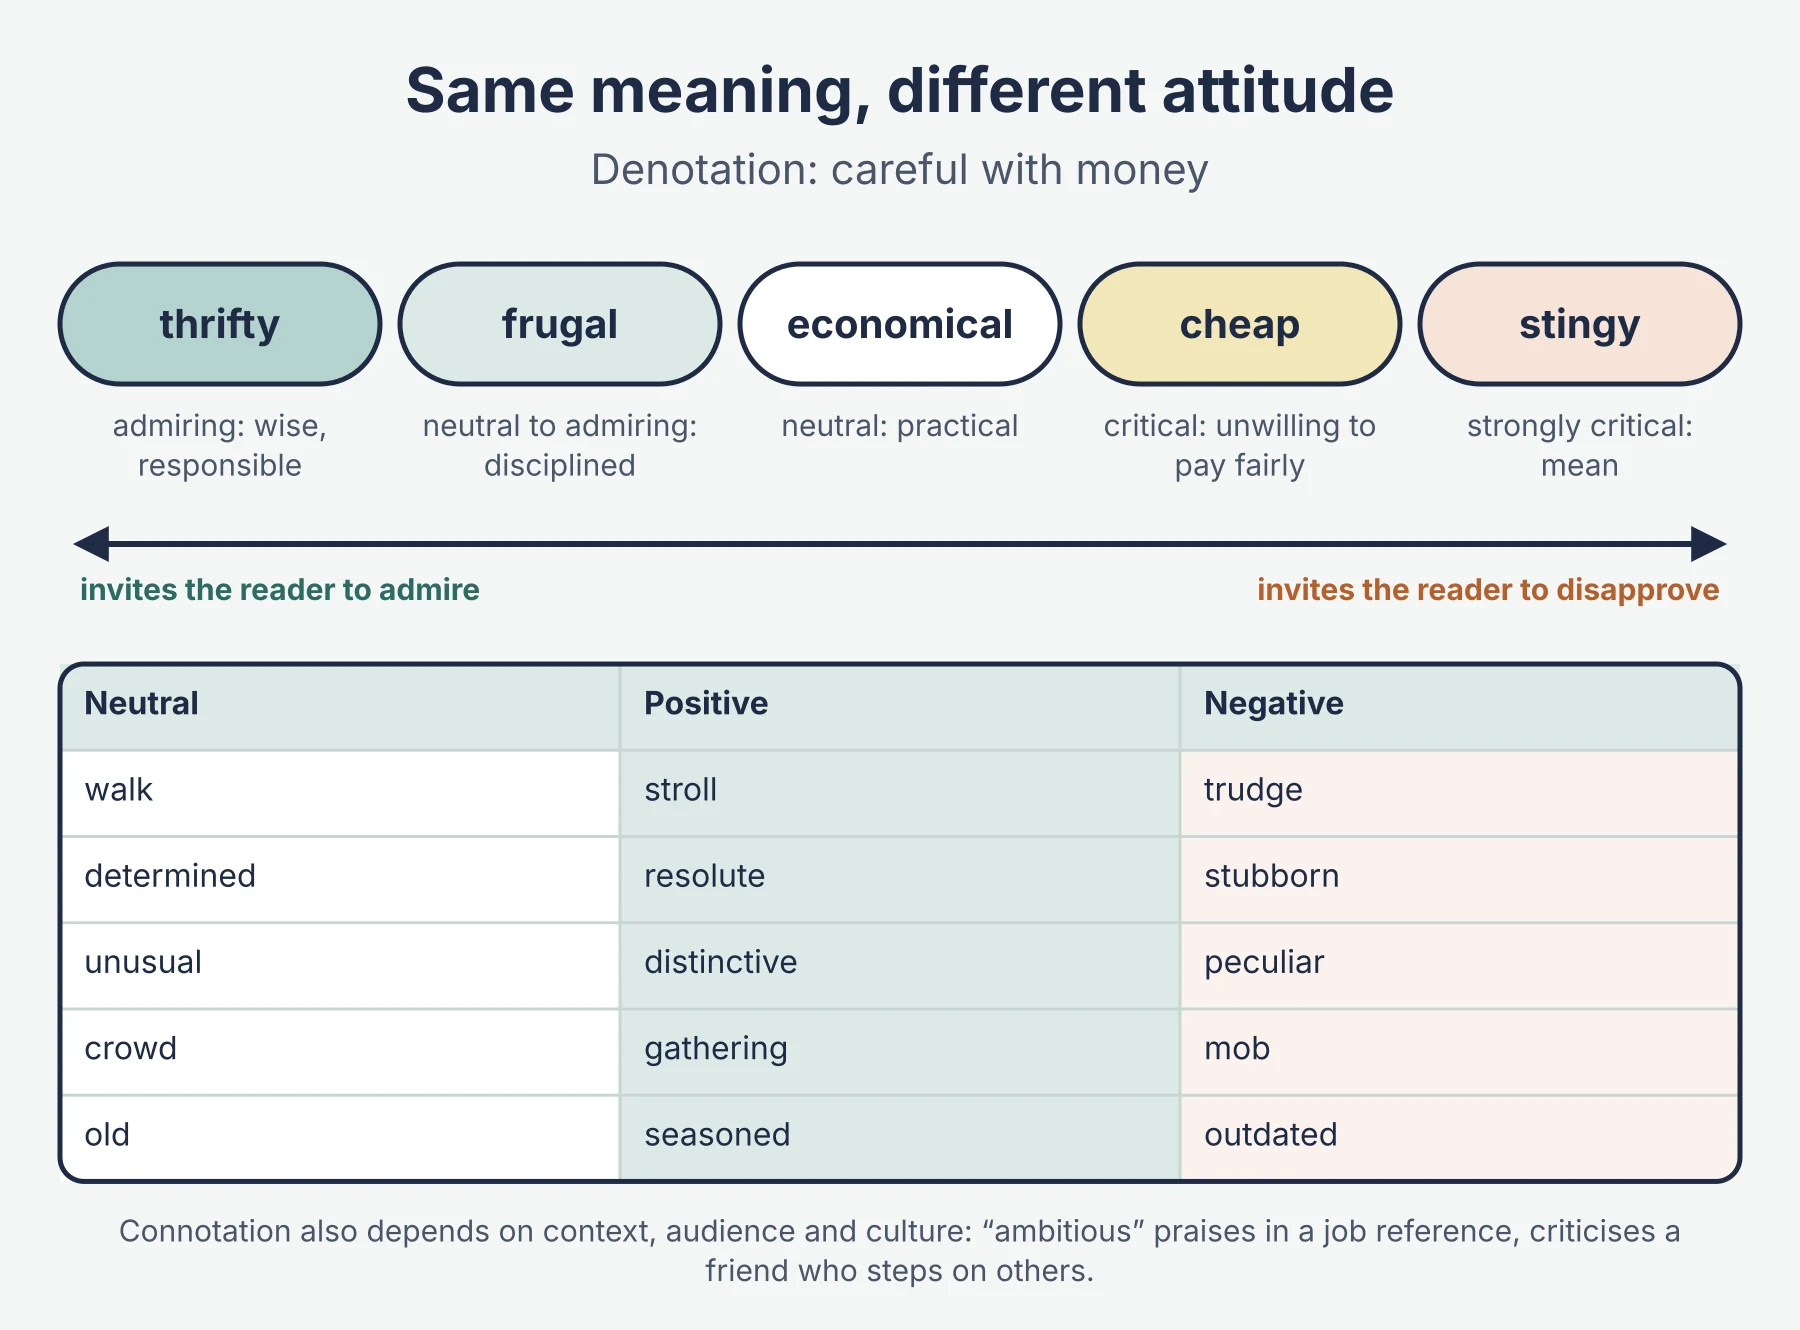 Same meaning, different attitude
Denotation: careful with money
thrifty
frugal
economical
cheap
stingy
admiring: wise,
responsible
neutral to admiring:
disciplined
neutral: practical
critical: unwilling to
pay fairly
strongly critical:
mean
invites the reader to admire
invites the reader to disapprove
Neutral Positive Negative
walk stroll trudge
determined resolute stubborn
unusual distinctive peculiar
crowd gathering mob
old seasoned outdated
Connotation also depends on context, audience and culture: “ambitious” praises in a job reference, criticises a
friend who steps on others.